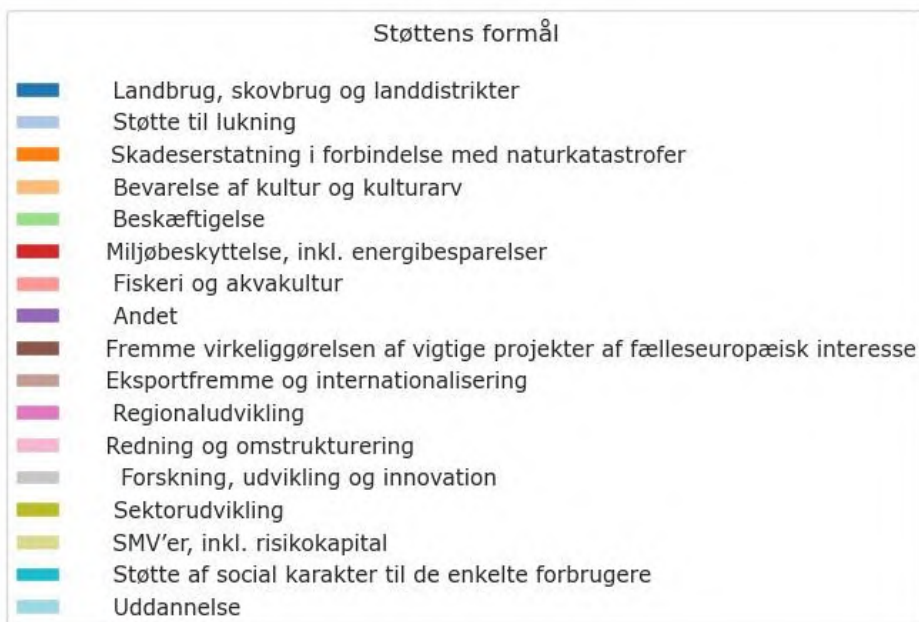 Støttens formål
Landbrug, skovbrug og landdistrikter
Støtte til lukning
Skadeserstatning i forbindelse med naturkatastrofer
Bevarelse af kultur og kulturarv
Beskæftigelse
Miljøbeskyttelse, inkl. energibesparelser
Fiskeri og akvakultur
Andet
Fremme virkeliggørelsen af vigtige projekter af fælleseuropæisk interesse
Eksportfremme og internationalisering
Regionaludvikling
Redning og omstrukturering
Forskning, udvikling og innovation
Sektorudvikling
SMV’er, inkl. risikokapital
Støtte af social karakter til de enkelte forbrugere
Uddannelse